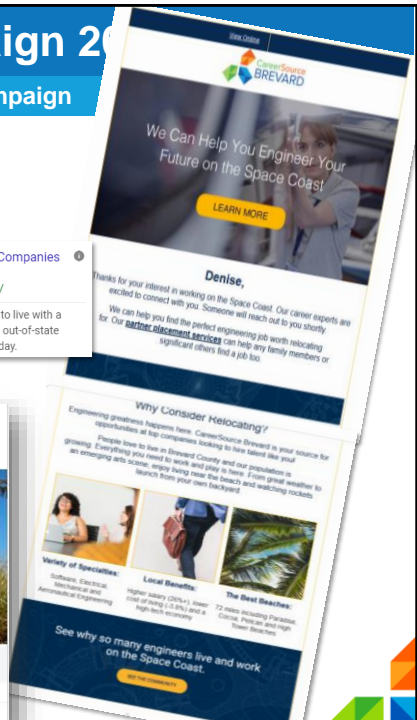 ign 20
mpaign
Companies
/
to live with a
out-of-state
day.
View Online
CareerSource
BREVARD
We Can Help You Engineer Your
Future on the Space Coast
LEARN MORE
Denise,
Thanks for your interest in working on the Space Coast. Our career experts are
excited to connect with you. Someone will reach out to you shortly.
We can help you find the perfect engineering job worth relocating
for. Our partner placement services can help any family members or
significant others find a job too.
Why Consider Relocating?
Engineering greatness happens here. CareerSource Brevard is your source for
opportunities at top companies looking to hire talent like you!
People love to live in Brevard County and our population is
growing. Everything you need to work and play is here. From great weather to
an emerging arts scene, enjoy living near the beach and watching rockets
launch from your own backyard.
Variety of Specialties:
Software, Electrical,
Mechanical and
Aeronautical Engineering
Local Benefits:
Higher salary (26%+), lower
cost of living (-3.8%) and a
high-tech economy
The Best Beaches:
72 miles including Paradise,
Cocoa, Pelican and High
Tower Beaches
See why so many engineers live and work
on the Space Coast.
SEE THE COMMUNITY